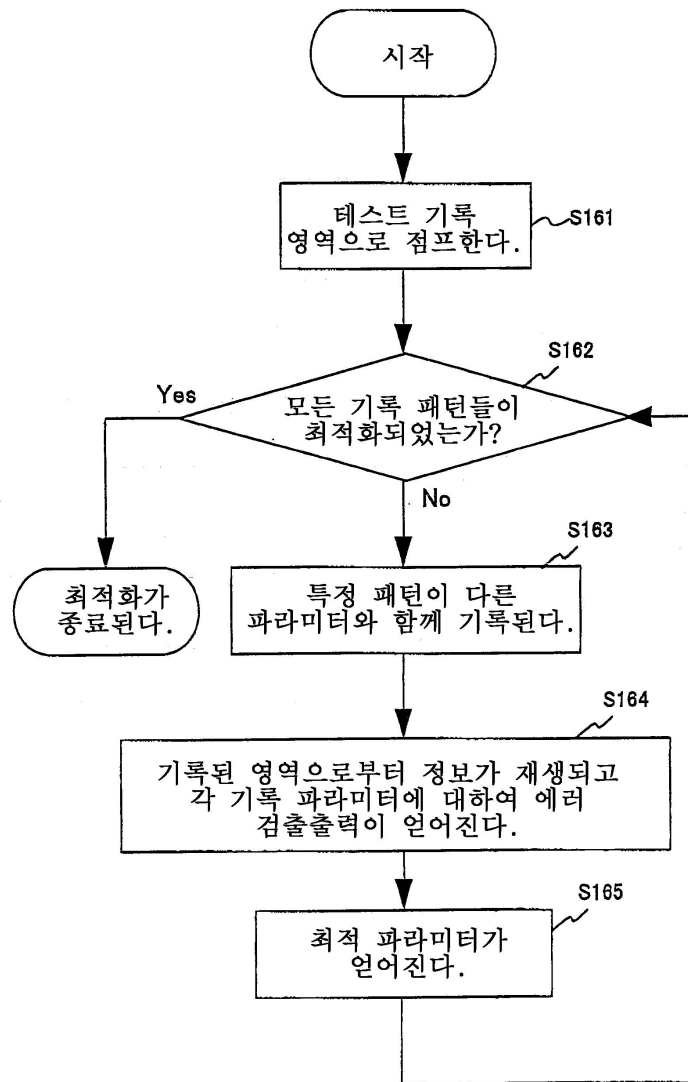 시작
테스트 기록
영역으로 점프한다.
S161
S162
Yes
모든 기록 패턴들이
최적화되었는가?
No
S163
최적화가
종료된다.
특정 패턴이 다른
파라미터와 함께 기록된다.
S164
기록된 영역으로부터 정보가 재생되고
각 기록 파라미터에 대하여 에러
검출출력이 얻어진다.
S165
최적 파라미터가
얻어진다.